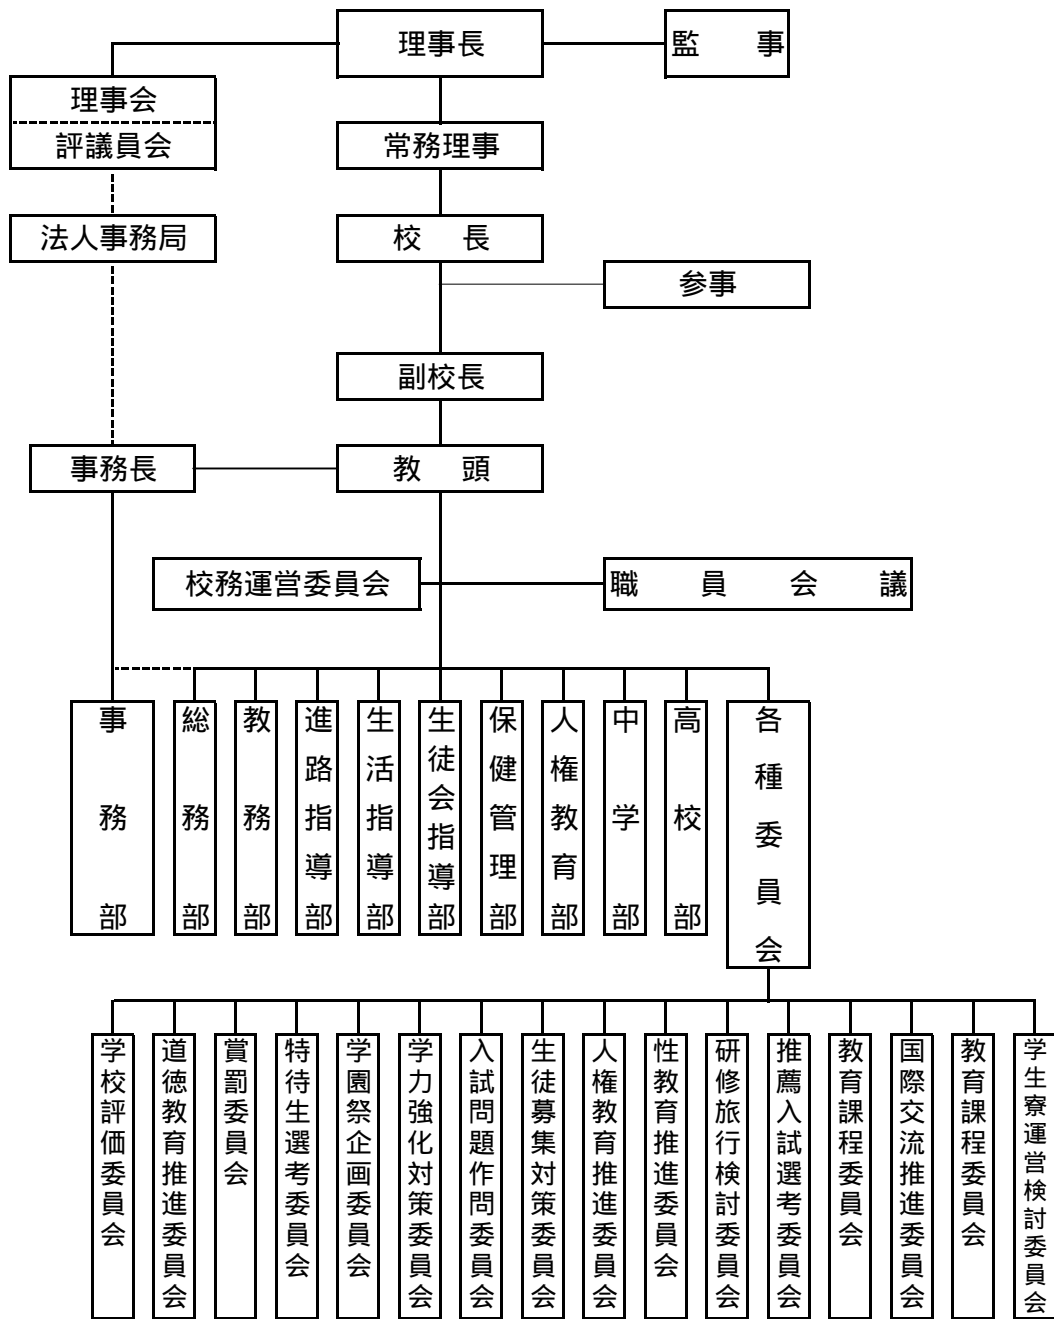 理事長
監事
理事会
評議員会
常務理事
法人事務局
校長
参事
副校長
事務長
教頭
校務運営委員会
職員会議
事務部
総務部
教務部
進路指導部
生活指導部
生徒会指導部
保健管理部
人権教育部
中学部
高校部
各種委員会
学校評価委員会
道徳教育推進委員会
賞罰委員会
特待生選考委員会
学園祭企画委員会
学力強化対策委員会
入試問題作問委員会
生徒募集対策委員会
人権教育推進委員会
性教育推進委員会
研修旅行検討委員会
推薦入試選考委員会
教育課程委員会
国際交流推進委員会
教育課程委員会
学生寮運営検討委員会